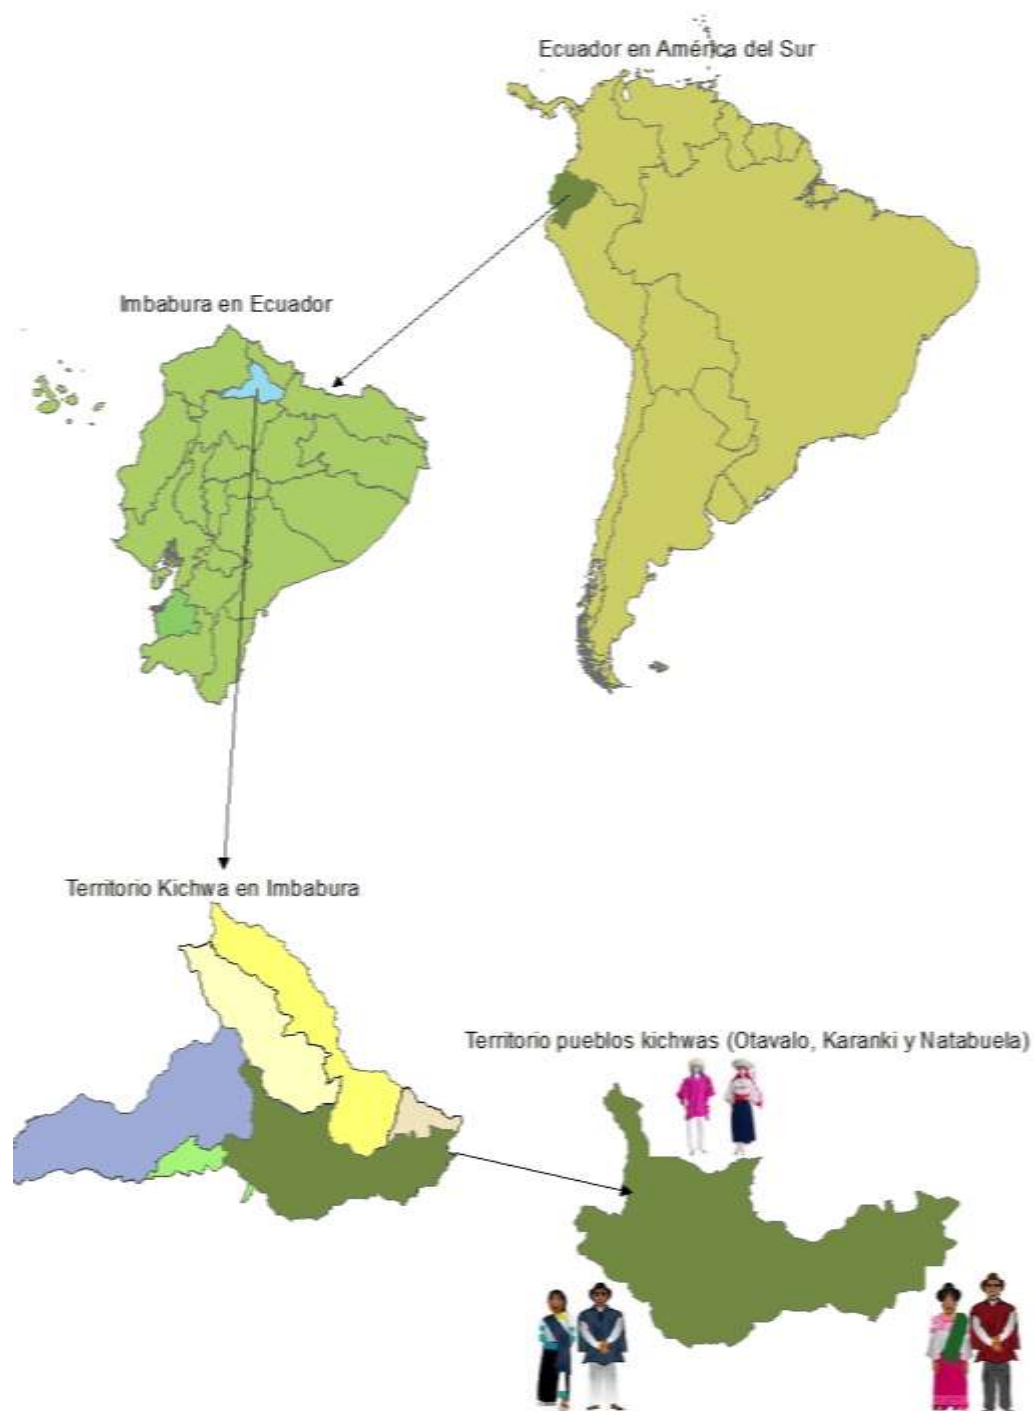 Ecuador en América del Sur
Imbabura en Ecuador
Territorio Kichwa en Imbabura
Territorio pueblos kichwas (Otavalo, Karanki y Natabuela)